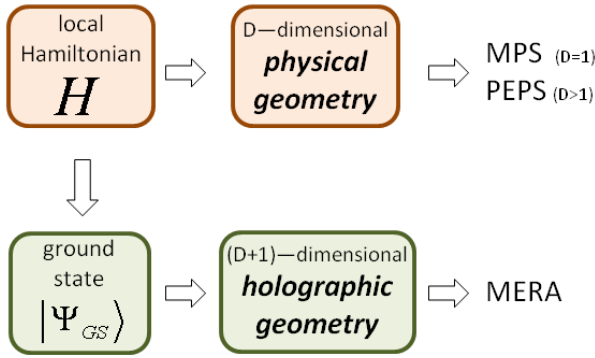 local
Hamiltonian
H
D—dimensional
physical
geometry
MPS (D=1)
PEPS (D>1)
ground
state
|Ψ_GS⟩
(D+1)—dimensional
holographic
geometry
MERA